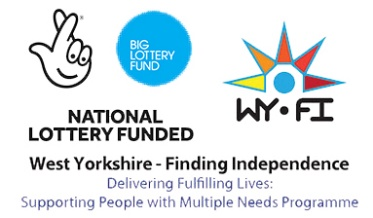 BIG
LOTTERY
FUND
WY·FI
NATIONAL
LOTTERY FUNDED
West Yorkshire - Finding Independence
Delivering Fulfilling Lives:
Supporting People with Multiple Needs Programme